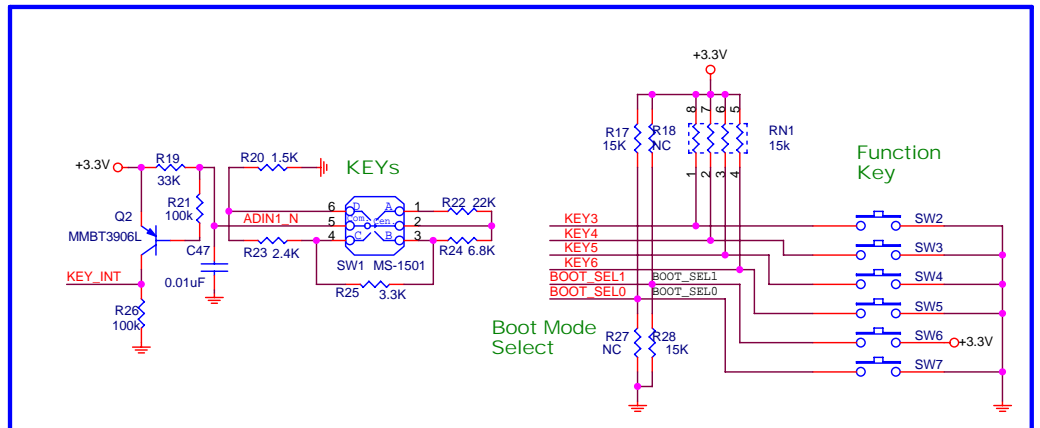 +3.3V
R17
15K
R18
NC
8
7
6
5
RN1
15k
1
2
3
4
Function
Key
+3.3V
R19
33K
R20 1.5K
KEYs
R21
100k
Q2
MMBT3906L
C47
0.01uF
KEY_INT
R26
100k
ADIN1_N
R23 2.4K
6
5
4
D
A
Com.
Cen.
C
B
1
2
3
SW1 MS-1501
R22 22K
R24 6.8K
R25 3.3K
KEY3
KEY4
KEY5
KEY6
BOOT_SEL1 BOOT_SEL1
BOOT_SEL0 BOOT_SEL0
Boot Mode
Select
R27
NC
R28
15K
SW2
SW3
SW4
SW5
SW6
+3.3V
SW7